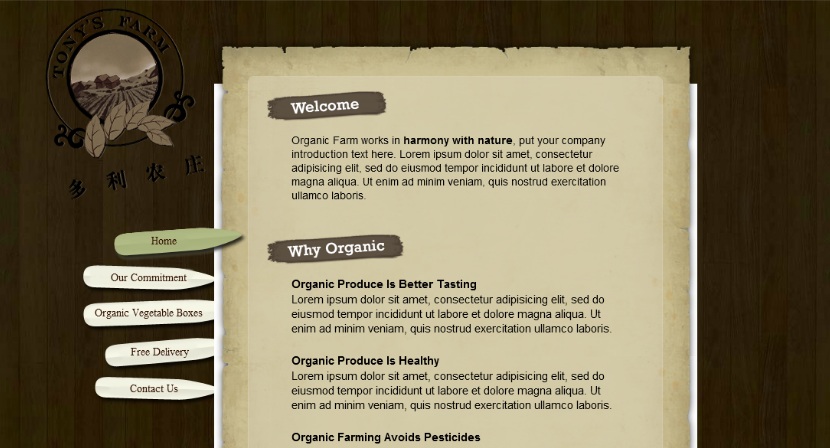 TONY'S FARM
多利农庄
Home
Our Commitment
Organic Vegetable Boxes
Free Delivery
Contact Us
Welcome
Organic Farm works in harmony with nature, put your company
introduction text here. Lorem ipsum dolor sit amet, consectetur
adipisicing elit, sed do eiusmod tempor incididunt ut labore et dolore
magna aliqua. Ut enim ad minim veniam, quis nostrud exercitation
ullamco laboris.
Why Organic
Organic Produce Is Better Tasting
Lorem ipsum dolor sit amet, consectetur adipisicing elit, sed do
eiusmod tempor incididunt ut labore et dolore magna aliqua. Ut
enim ad minim veniam, quis nostrud exercitation ullamco laboris.
Organic Produce Is Healthy
Lorem ipsum dolor sit amet, consectetur adipisicing elit, sed do
eiusmod tempor incididunt ut labore et dolore magna aliqua. Ut
enim ad minim veniam, quis nostrud exercitation ullamco laboris.
Organic Farming Avoids Pesticides